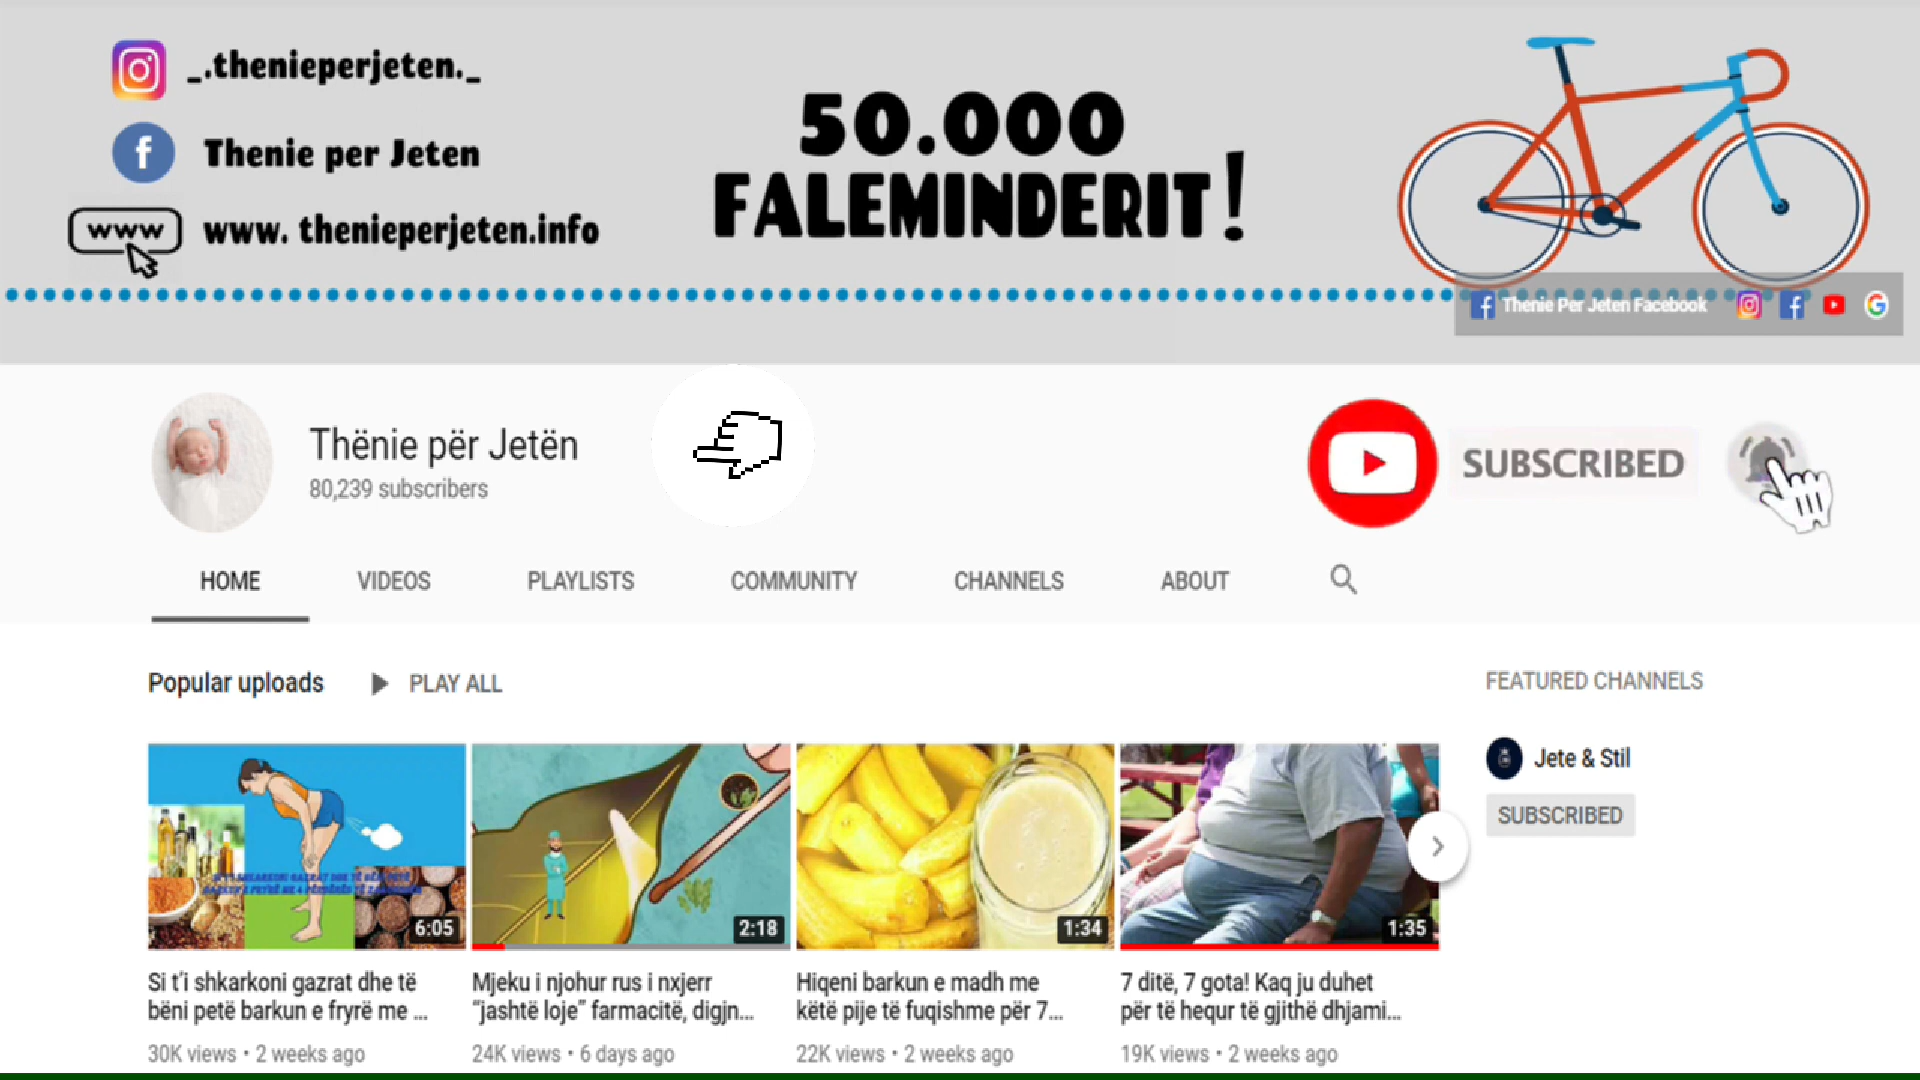 _.thenieperjeten._
Thenie per Jeten
www
www. thenieperjeten.info
50.000
FALEMINDERIT!
Thenie Per Jeten Facebook
Thënie për Jetën
80,239 subscribers
SUBSCRIBED
HOME
VIDEOS
PLAYLISTS
COMMUNITY
CHANNELS
ABOUT
Popular uploads
PLAY ALL
FEATURED CHANNELS
Jete & Stil
SUBSCRIBED
6:05
2:18
1:34
1:35
Si t'i shkarkoni gazrat dhe të
bëni petë barkun e fryrë me ...
30K views • 2 weeks ago
Mjeku i njohur rus i nxjerr
“jashtë loje” farmacitë, digjn...
24K views • 6 days ago
Hiqeni barkun e madh me
këtë pije të fuqishme për 7...
22K views • 2 weeks ago
7 ditë, 7 gota! Kaq ju duhet
për të hequr të gjithë dhjami...
19K views • 2 weeks ago